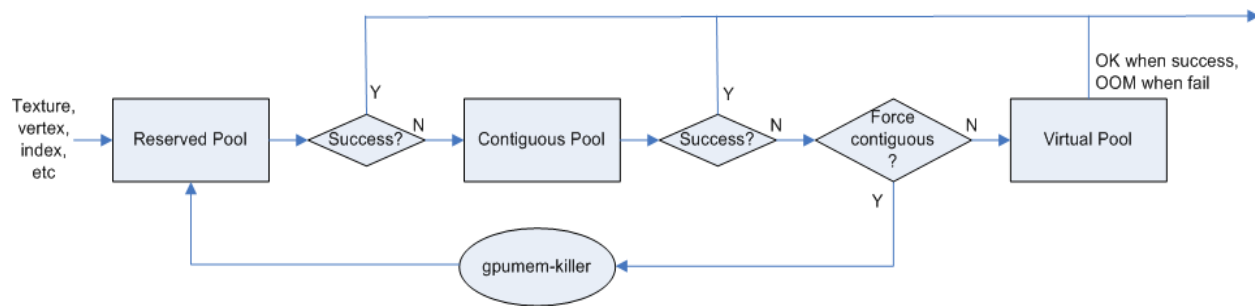 Texture,
vertex,
index,
etc
Reserved Pool
Success?
Y
N
Contiguous Pool
Success?
Y
N
Force
contiguous
?
N
Y
Virtual Pool
OK when success,
OOM when fail
gpumem-killer